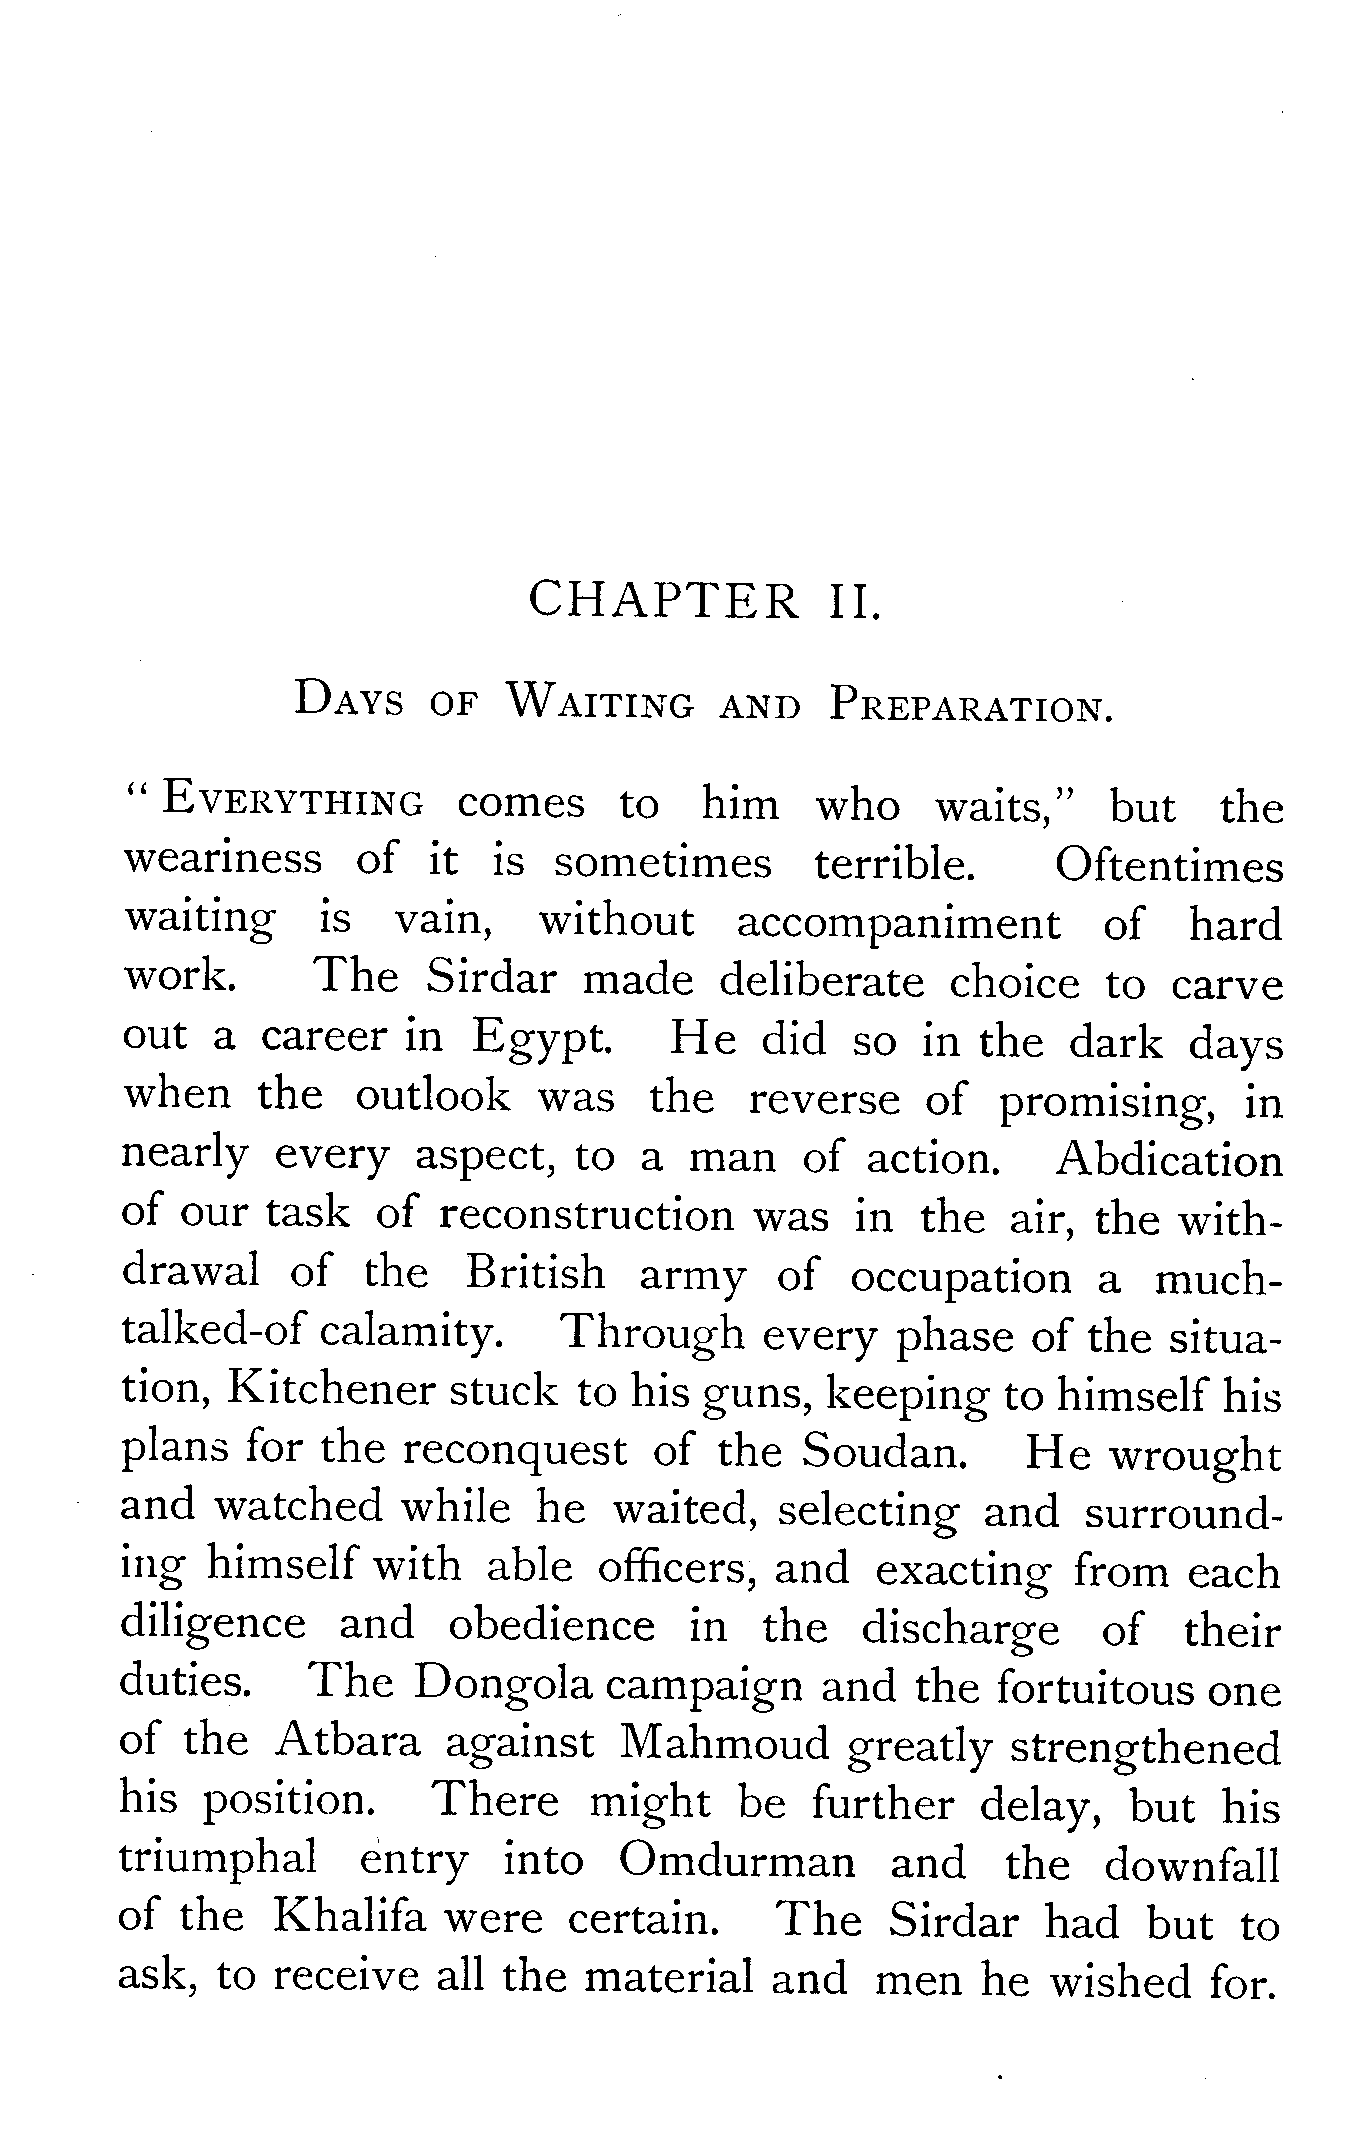 CHAPTER II.
Days of Waiting and Preparation.
“ Everything comes to him who waits,” but the
weariness of it is sometimes terrible. Oftentimes
waiting is vain, without accompaniment of hard
work. The Sirdar made deliberate choice to carve
out a career in Egypt. He did so in the dark days
when the outlook was the reverse of promising, in
nearly every aspect, to a man of action. Abdication
of our task of reconstruction was in the air, the with-
drawal of the British army of occupation a much-
talked-of calamity. Through every phase of the situa-
tion, Kitchener stuck to his guns, keeping to himself his
plans for the reconquest of the Soudan. He wrought
and watched while he waited, selecting and surround-
ing himself with able officers, and exacting from each
diligence and obedience in the discharge of their
duties. The Dongola campaign and the fortuitous one
of the Atbara against Mahmoud greatly strengthened
his position. There might be further delay, but his
triumphal entry into Omdurman and the downfall
of the Khalifa were certain. The Sirdar had but to
ask, to receive all the material and men he wished for.